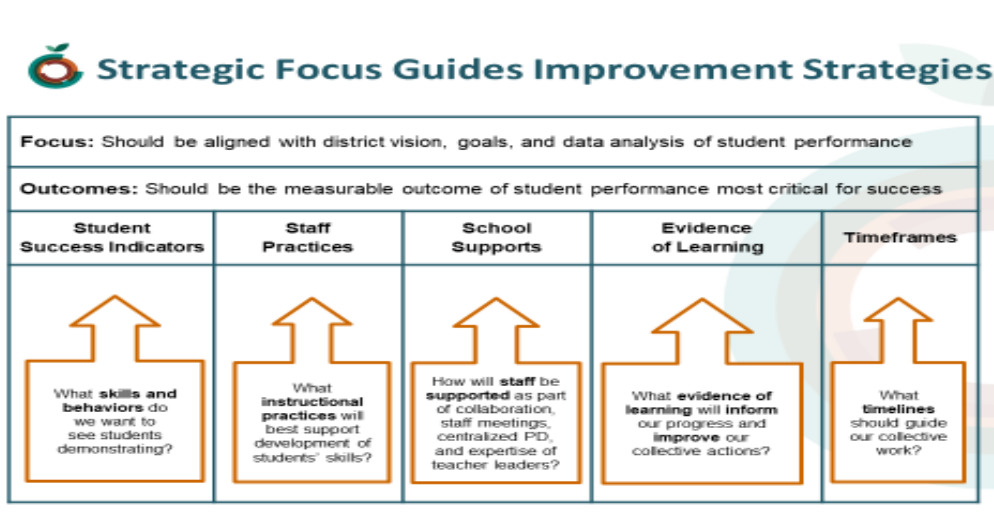 Strategic Focus Guides Improvement Strategies
Focus: Should be aligned with district vision, goals, and data analysis of student performance
Outcomes: Should be the measurable outcome of student performance most critical for success
Student
Success Indicators
Staff
Practices
School
Supports
Evidence
of Learning
Timeframes
What skills and
behaviors do
we want to
see students
demonstrating?
What
instructional
practices will
best support
development of
students' skills?
How will staff be
supported as part
of collaboration,
staff meetings,
centralized PD,
and expertise of
teacher leaders?
What evidence of
learning will inform
our progress and
improve our
collective actions?
What
timelines
should guide
our collective
work?